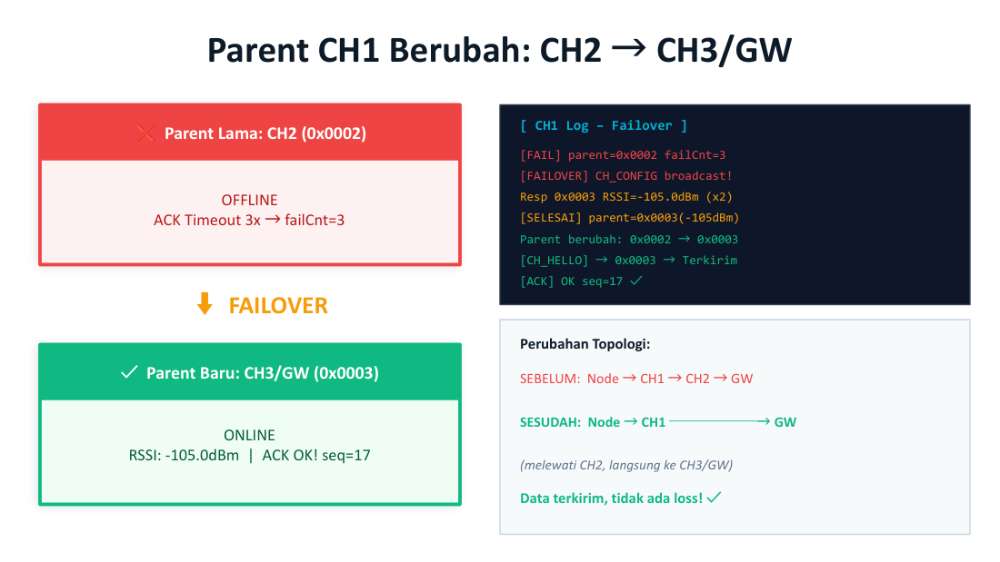 Parent CH1 Berubah: CH2 → CH3/GW
❌ Parent Lama: CH2 (0x0002)
OFFLINE
ACK Timeout 3x → failCnt=3
⬇ FAILOVER
✓ Parent Baru: CH3/GW (0x0003)
ONLINE
RSSI: -105.0dBm | ACK OK! seq=17
[ CH1 Log – Failover ]
[FAIL] parent=0x0002 failCnt=3
[FAILOVER] CH_CONFIG broadcast!
Resp 0x0003 RSSI=-105.0dBm (x2)
[SELESAI] parent=0x0003(-105dBm)
Parent berubah: 0x0002 → 0x0003
[CH_HELLO] → 0x0003 → Terkirim
[ACK] OK seq=17 ✓
Perubahan Topologi:
SEBELUM: Node → CH1 → CH2 → GW
SESUDAH: Node → CH1 ──────────→ GW
(melewati CH2, langsung ke CH3/GW)
Data terkirim, tidak ada loss! ✓